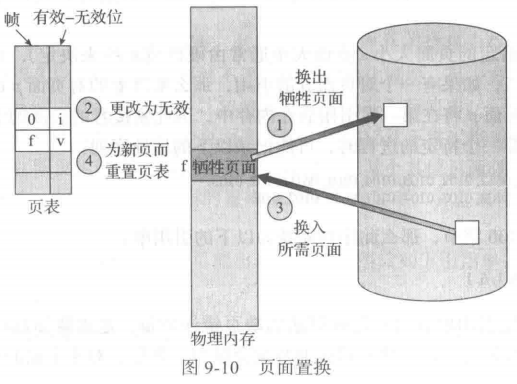 帧 有效-无效位
0 i
f v
页表
② 更改为无效
④ 为新页面
重置页表
f 牺牲页面
物理内存
换出
牺牲页面
①
③
换入
所需页面
图 9-10 页面置换